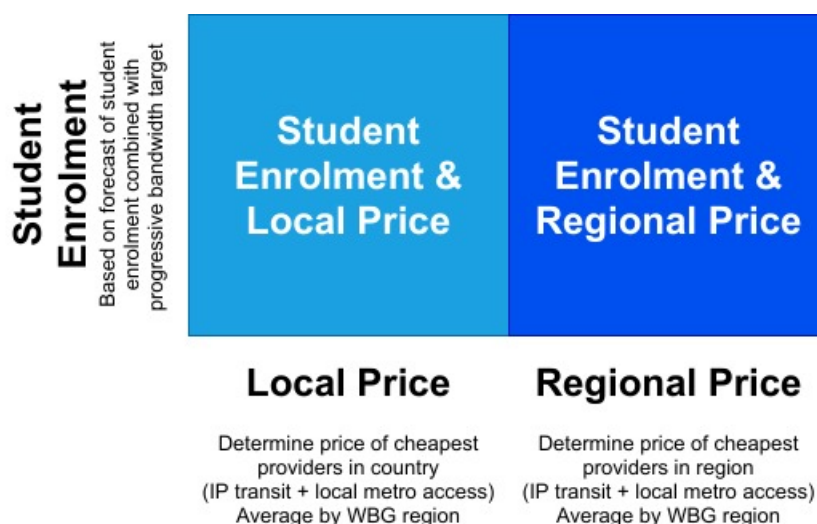 Student
Enrolment
Based on forecast of student
enrolment combined with
progressive bandwidth target
Student
Enrolment &
Local Price
Student
Enrolment &
Regional Price
Local Price
Determine price of cheapest
providers in country
(IP transit + local metro access)
Average by WBG region
Regional Price
Determine price of cheapest
providers in region
(IP transit + local metro access)
Average by WBG region